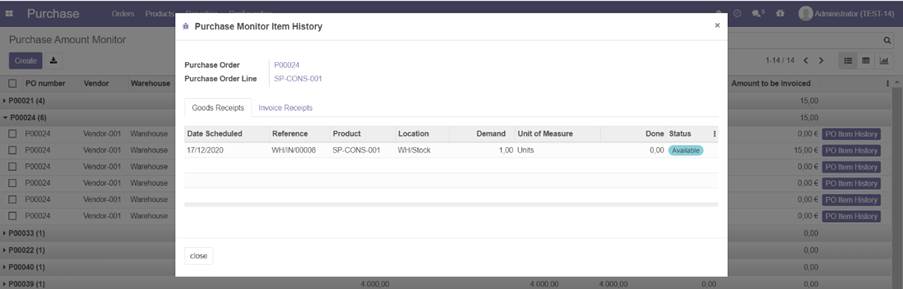 Purchase Orders Products
Administrator (TEST-14)
Purchase Amount Monitor
Create
1-14 / 14
PO number Vendor Warehouse Amount to be Invoiced
P00021 (4) 15,00
P00024 (6) 15,00
P00024 Vendor-001 Warehouse 0,00 € PO Item History
P00024 Vendor-001 Warehouse 15,00 € PO Item History
P00024 Vendor-001 Warehouse 0,00 € PO Item History
P00024 Vendor-001 Warehouse 0,00 € PO Item History
P00024 Vendor-001 Warehouse 0,00 € PO Item History
P00024 Vendor-001 Warehouse 0,00 € PO Item History
P00033 (1) 0,00
P00022 (1) 0,00
P00040 (1) 0,00
P00039 (1) 4 000,00 4 000,00 4 000,00 0,00
Purchase Monitor Item History ×
Purchase Order P00024
Purchase Order Line SP-CONS-001
Goods Receipts Invoice Receipts
Date Scheduled Reference Product Location Demand Unit of Measure Done Status
17/12/2020 WH/IN/00008 SP-CONS-001 WH/Stock 1,00 Units 0,00 Available
close